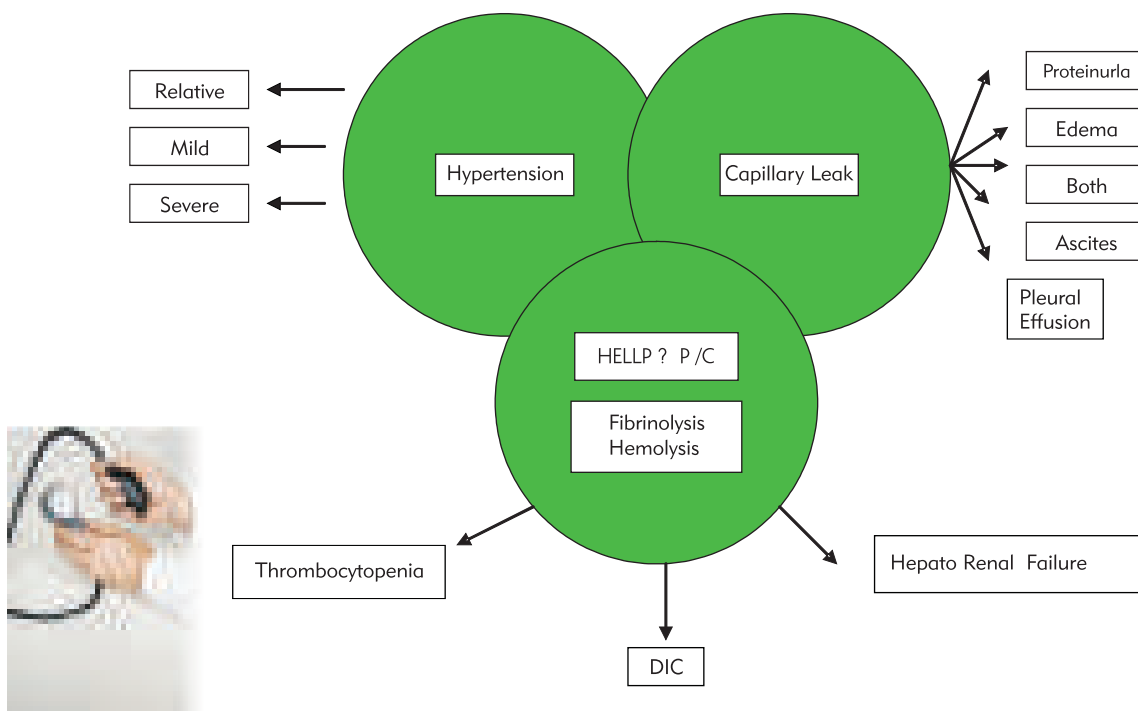 Relative
Mild
Severe
Hypertension
Capillary Leak
Proteinurla
Edema
Both
Ascites
Pleural
Effusion
HELLP ? P /C
Fibrinolysis
Hemolysis
Thrombocytopenia
DIC
Hepato Renal Failure